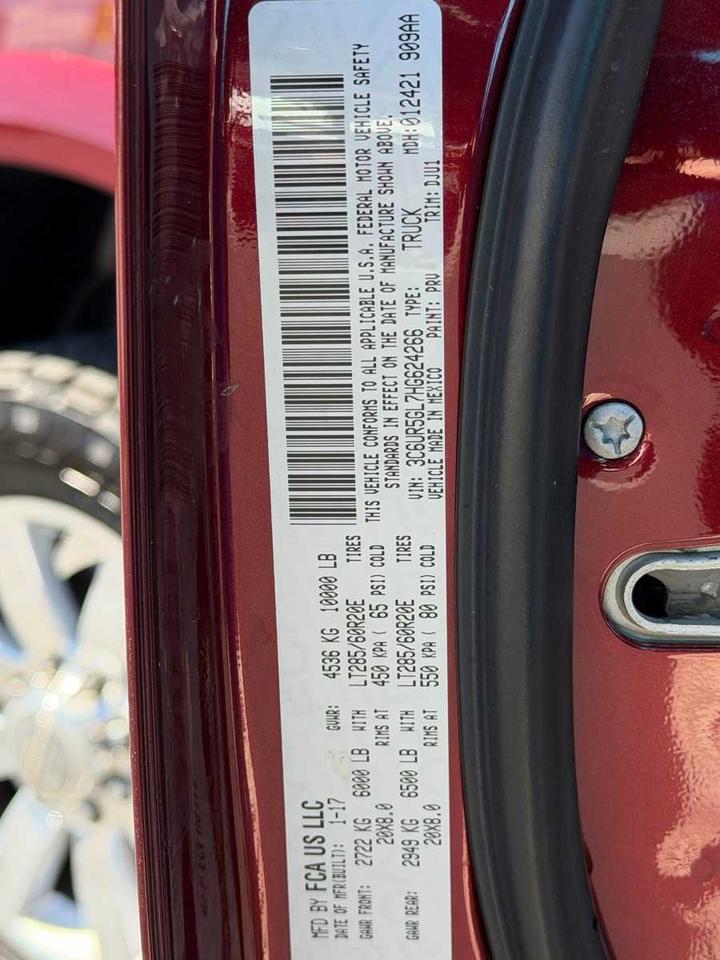 MFD BY FCA US LLC
DATE OF MFR(BUILT): 1-17 GVWR: 4536 KG 10000 LB
GAWR FRONT: 2722 KG 6000 LB WITH LT285/60R20E TIRES
20X8.0 RIMS AT 450 KPA ( 65 PSI) COLD
GAWR REAR: 2949 KG 6500 LB WITH LT285/60R20E TIRES
20X8.0 RIMS AT 550 KPA ( 80 PSI) COLD
THIS VEHICLE CONFORMS TO ALL APPLICABLE U.S.A. FEDERAL MOTOR VEHICLE SAFETY
STANDARDS IN EFFECT ON THE DATE OF MANUFACTURE SHOWN ABOVE.
VIN: 3C6UR5GL7HG624266 TYPE: TRUCK MDH:012421 909AA
VEHICLE MADE IN MEXICO PAINT: PRV TRIM: DJU1